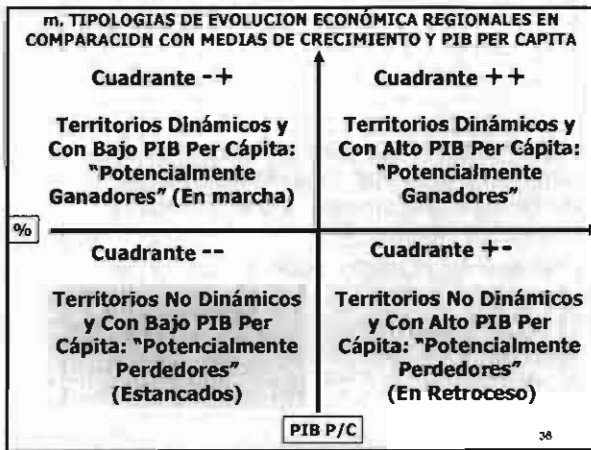 m. TIPOLOGIAS DE EVOLUCION ECONÓMICA REGIONALES EN
COMPARACIDN CON MEDIAS DE CRECIMIENTO Y PIB PER CAPITA
Cuadrante -+
Territorios Dinámicos y
Con Bajo PIB Per Cápita:
"Potencialmente
Ganadores" (En marcha)
Cuadrante ++
Territorios Dinámicos y
Con Alto PIB Per Cápita:
"Potencialmente
Ganadores"
%
Cuadrante --
Territorios No Dinámicos
y Con Bajo PIB Per
Cápita: "Potencialmente
Perdedores"
(Estancados)
Cuadrante +-
Territorios No Dinámicos
y Con Alto PIB Per
Cápita: "Potencialmente
Perdedores"
(En Retroceso)
PIB P/C
38